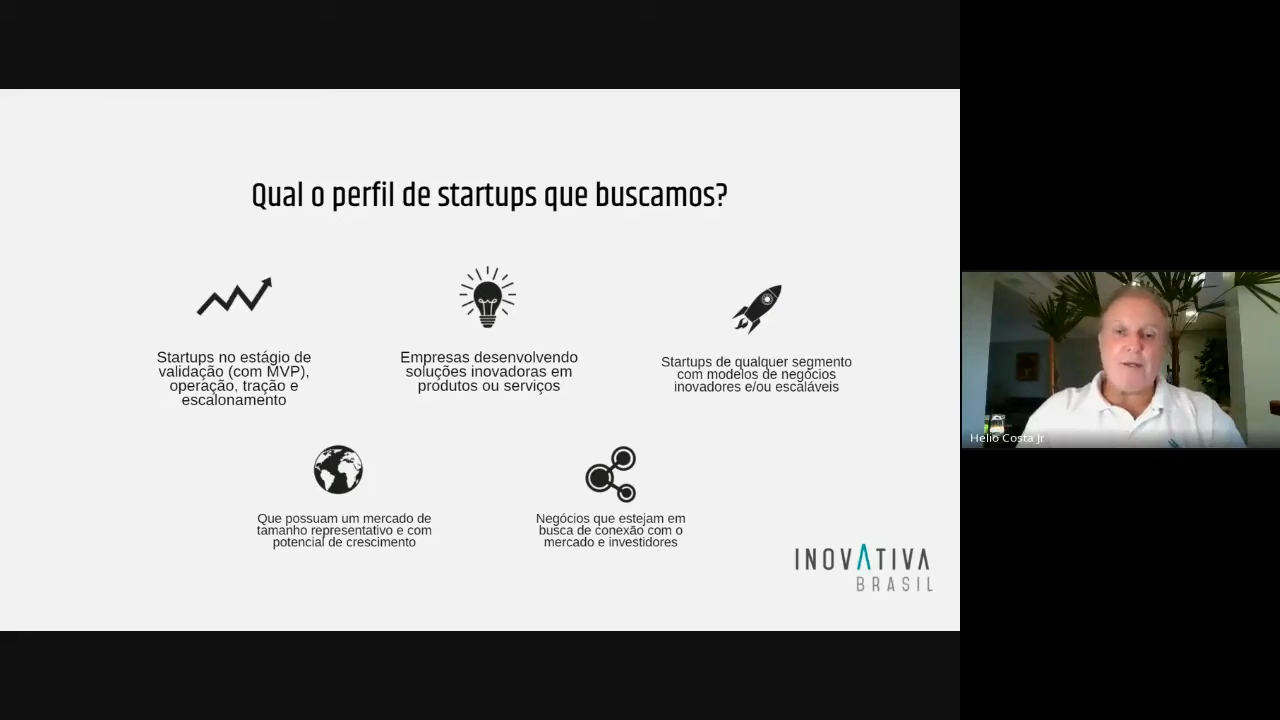 Qual o perfil de startups que buscamos?
Startups no estágio de
validação (com MVP),
operação, tração e
escalonamento
Empresas desenvolvendo
soluções inovadoras em
produtos ou serviços
Startups de qualquer segmento
com modelos de negócios
inovadores e/ou escaláveis
Que possuam um mercado de
tamanho representativo e com
potencial de crescimento
Negócios que estejam em
busca de conexão com o
mercado e investidores
INOVATIVA
BRASIL
Helio Costa Jr